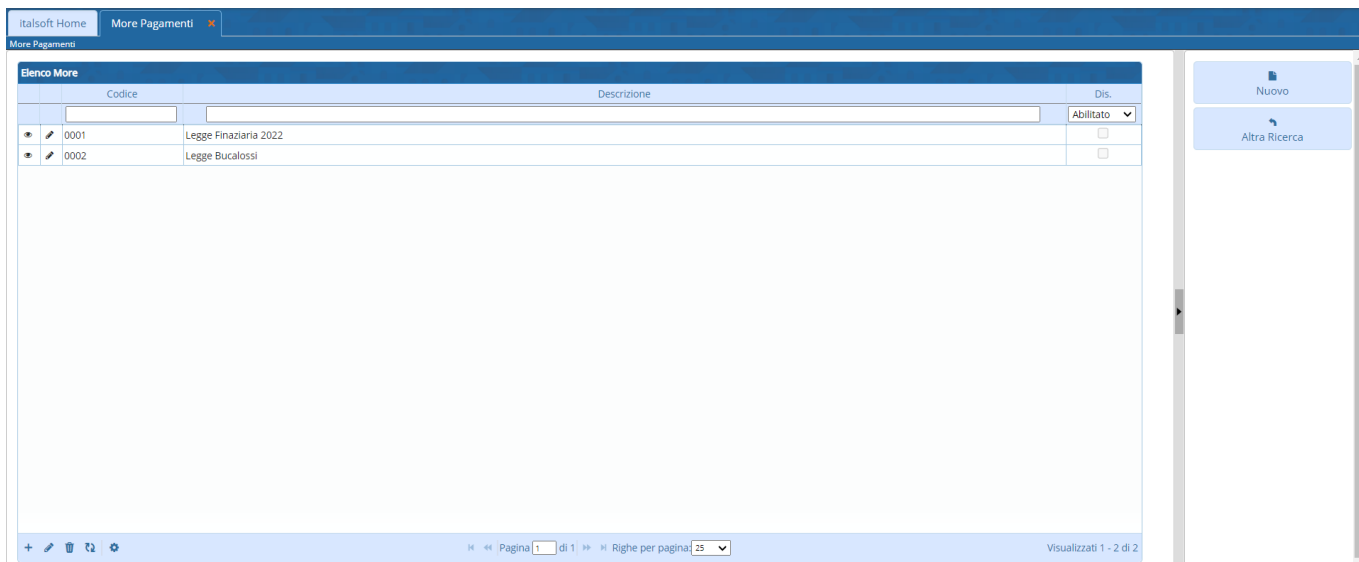 italsoft Home
More Pagamenti
More Pagamenti
Elenco More
Codice Descrizione Dis.
Abilitato
0001 Legge Finaziaria 2022
0002 Legge Bucalossi
Pagina 1 di 1 Righe per pagina: 25
Visualizzati 1 - 2 di 2
Nuovo
Altra Ricerca